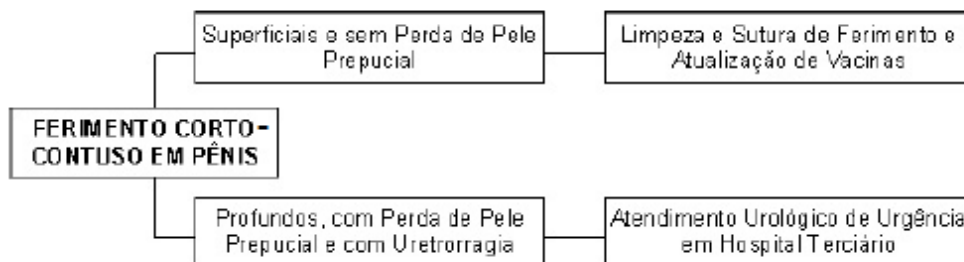 Superficiais e sem Perda de Pele
Prepucial
Limpeza e Sutura de Ferimento e
Atualização de Vacinas
FERIMENTO CORTO-
CONTUSO EM PÊNIS
Profundos, com Perda de Pele
Prepucial e com Uretrorragia
Atendimento Urológico de Urgência
em Hospital Terciário